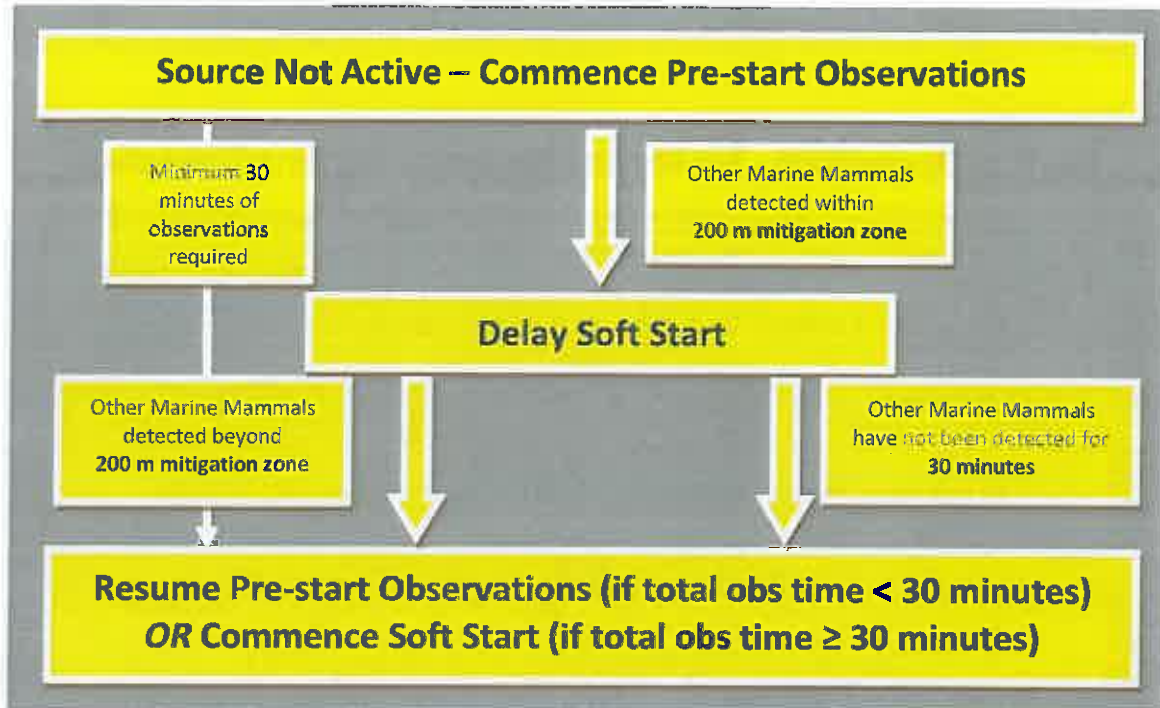 Source Not Active – Commence Pre-start Observations
Minimum 30
minutes of
observations
required
Other Marine Mammals
detected within
200 m mitigation zone
Delay Soft Start
Other Marine Mammals
detected beyond
200 m mitigation zone
Other Marine Mammals
have not been detected for
30 minutes
Resume Pre-start Observations (if total obs time < 30 minutes)
OR Commence Soft Start (if total obs time ≥ 30 minutes)